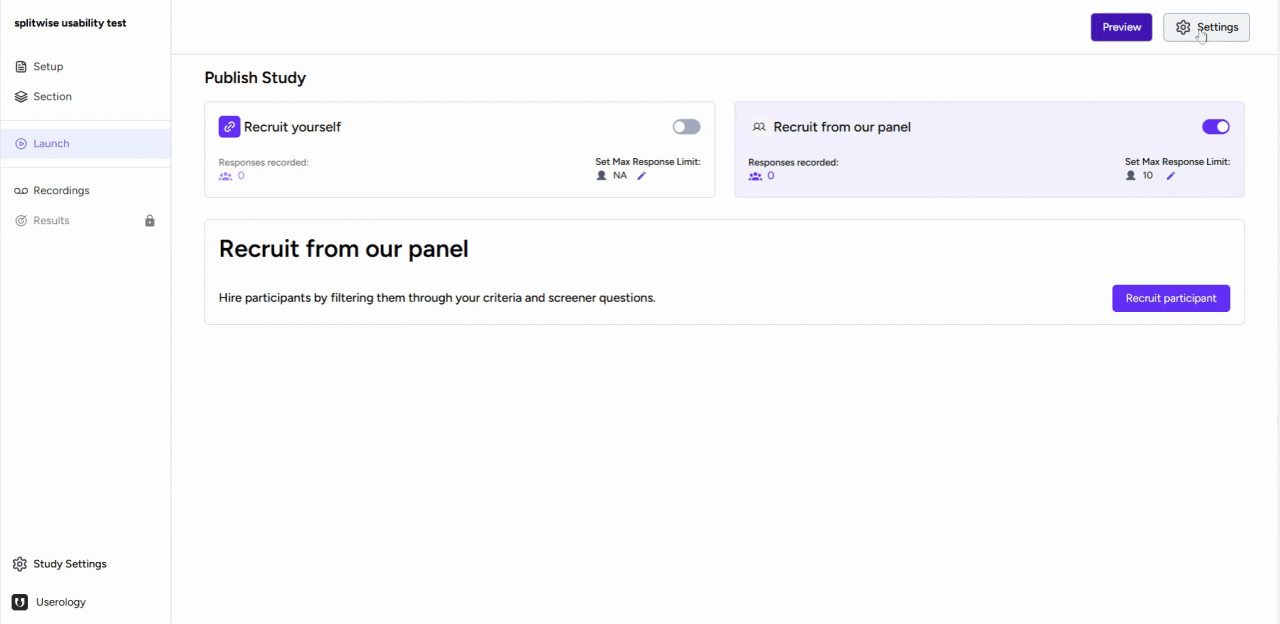 splitwise usability test
Preview
Settings
Setup
Section
Launch
Recordings
Results
Publish Study
Recruit yourself
Responses recorded:
0
Set Max Response Limit:
NA
Recruit from our panel
Responses recorded:
0
Set Max Response Limit:
10
Recruit from our panel
Hire participants by filtering them through your criteria and screener questions.
Recruit participant
Study Settings
Userology